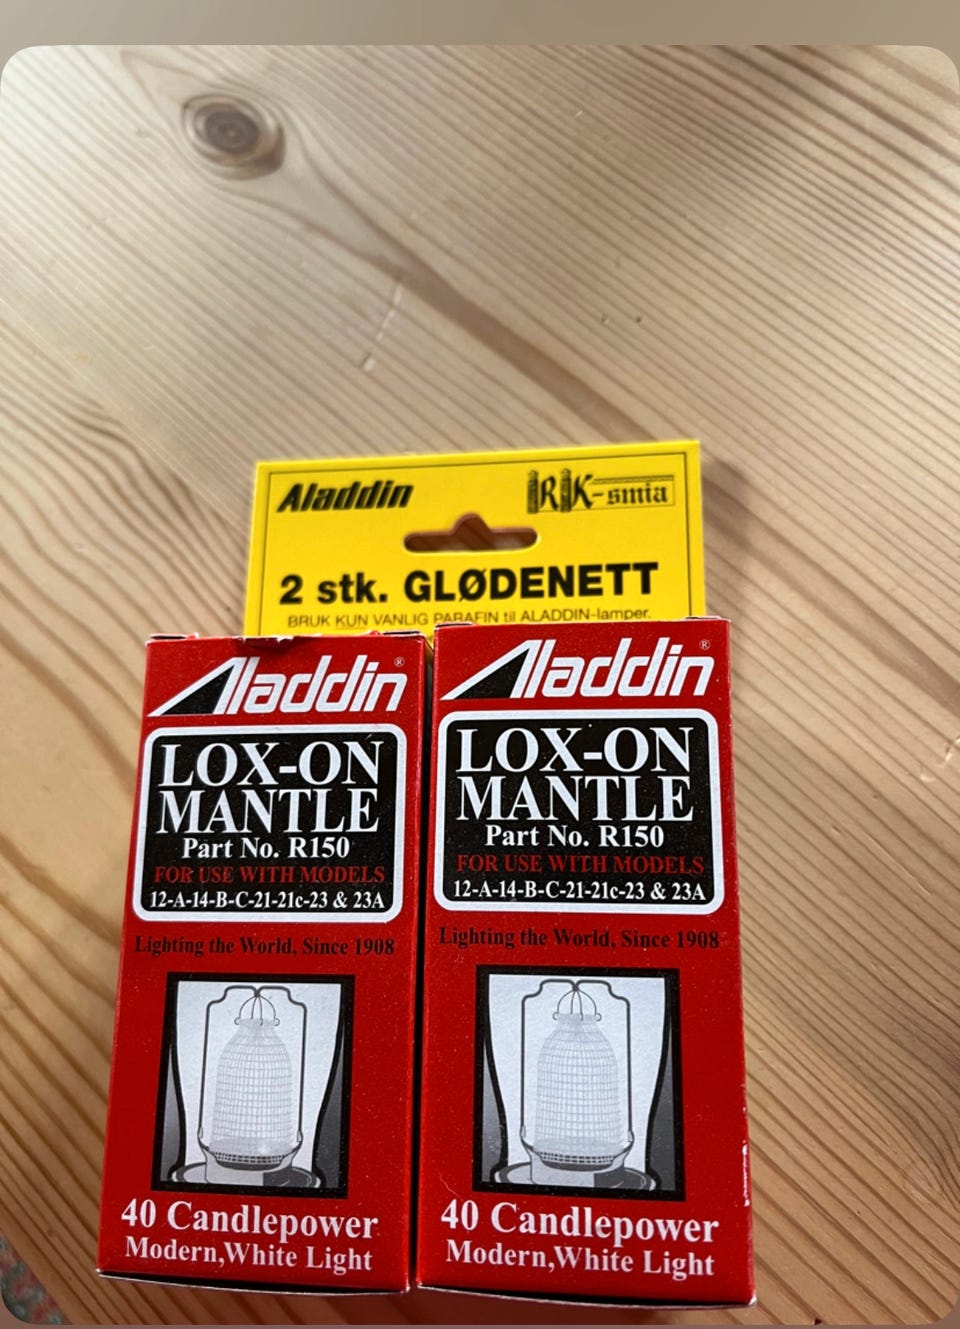 Aladdin
RIK-smia
2 stk. GLØDENETT
BRUK KUN VANLIG PARAFIN til ALADDIN-lamper.
Aladdin®
LOX-ON
MANTLE
Part No. R150
FOR USE WITH MODELS
12-A-14-B-C-21-21c-23 & 23A
Lighting the World, Since 1908
40 Candlepower
Modern,White Light
Aladdin®
LOX-ON
MANTLE
Part No. R150
FOR USE WITH MODELS
12-A-14-B-C-21-21c-23 & 23A
Lighting the World, Since 1908
40 Candlepower
Modern,White Light